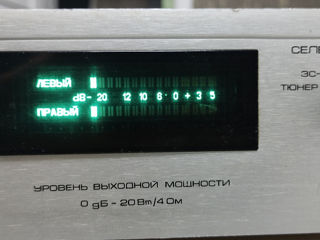 ЛЕВЫЙ
dB- 20 12 10 8 · 0 + 3 5
ПРАВЫЙ
СЕЛЕ
ЭС-
ТЮНЕР
УРОВЕНЬ ВЫХОДНОЙ МОЩНОСТИ
0 дБ - 20 Вт/4 Ом